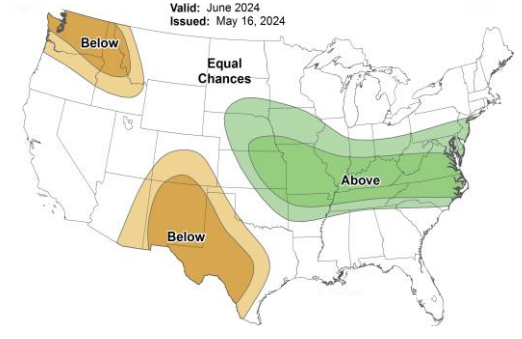 Valid: June 2024
Issued: May 16, 2024
Below
Equal
Chances
Above
Below